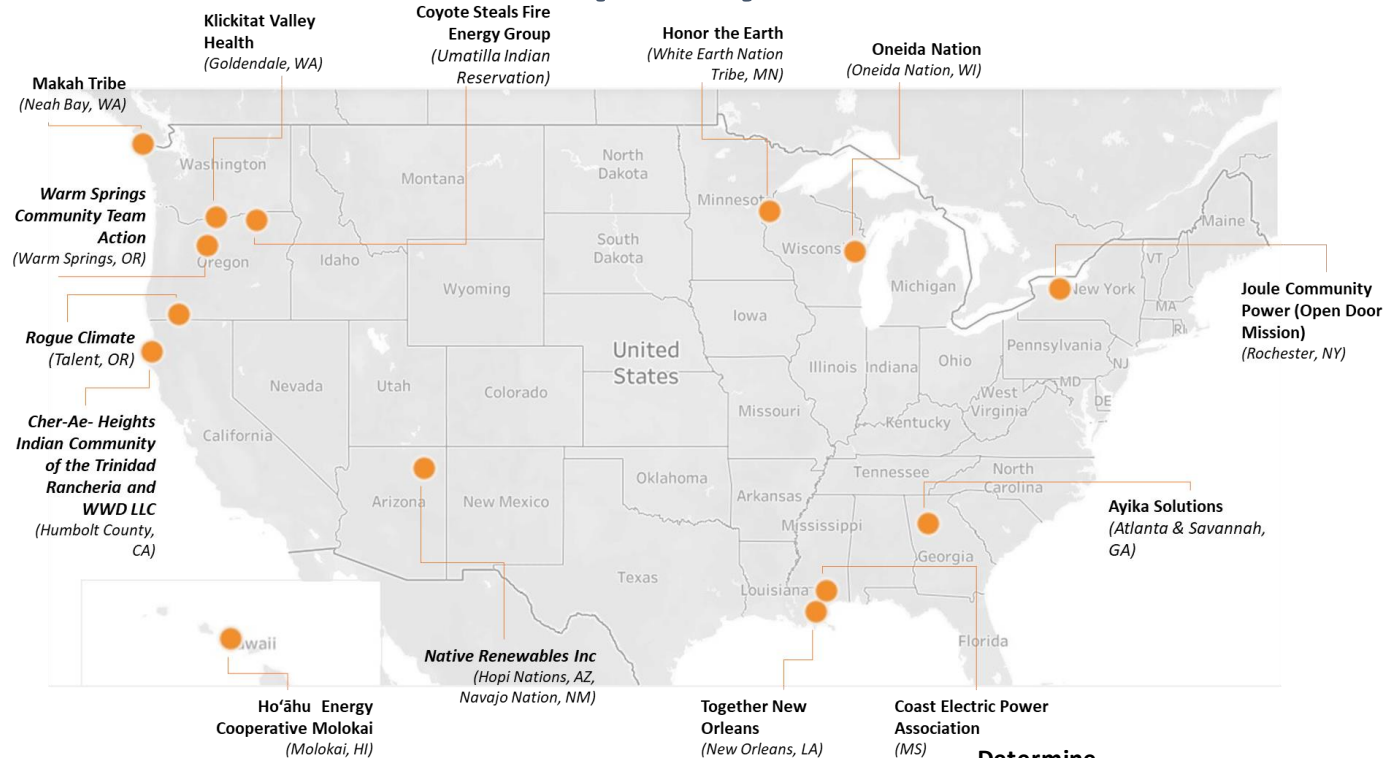 Klickitat Valley
Health
(Goldendale, WA)
Coyote Steals Fire
Energy Group
(Umatilla Indian
Reservation)
Honor the Earth
(White Earth Nation
Tribe, MN)
Oneida Nation
(Oneida Nation, WI)
Makah Tribe
(Neah Bay, WA)
Warm Springs
Community Team
Action
(Warm Springs, OR)
Rogue Climate
(Talent, OR)
Cher-Ae- Heights
Indian Community
of the Trinidad
Rancheria and
WWD LLC
(Humbolt County,
CA)
Washington
Montana
North
Dakota
Minnesot
Oregon
Idaho
South
Dakota
Wiscons
Michigan
Maine
VT
New York
MA
RI
Wyoming
Iowa
Pennsylvania
NJ
United
States
Nevada
Utah
Colorado
Illinois
Indiana
Ohio
MD
DE
West
Virginia
Missouri
Kentucky
California
Tennessee
North
Carolina
Oklahoma
Arkansas
Arizona
New Mexico
Mississippi
Georgia
Texas
Louisiana
Florida
waii
Joule Community
Power (Open Door
Mission)
(Rochester, NY)
Ayika Solutions
(Atlanta & Savannah,
GA)
Native Renewables Inc
(Hopi Nations, AZ,
Navajo Nation, NM)
Hoʻāhu Energy
Cooperative Molokai
(Molokai, HI)
Together New
Orleans
(New Orleans, LA)
Coast Electric Power
Association
(MS)
Determine